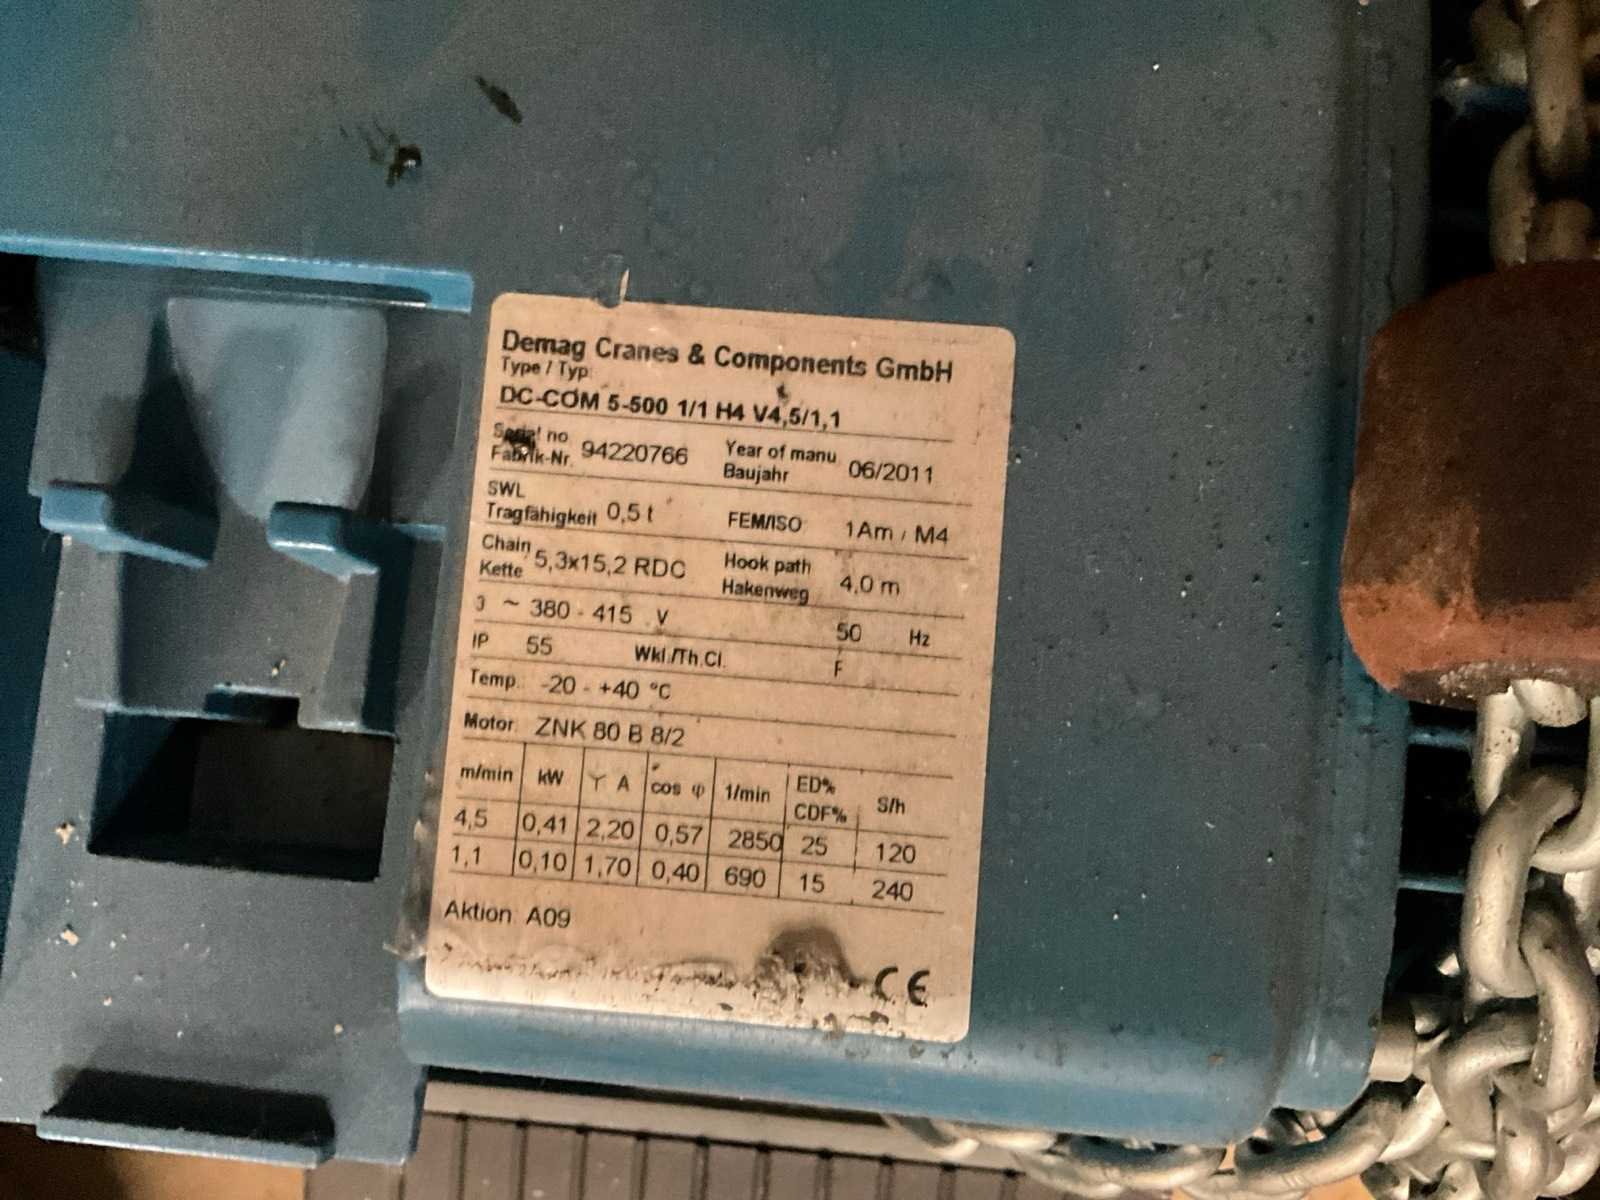 Demag Cranes & Components GmbH
Type / Typ:
DC-COM 5-500 1/1 H4 V4,5/1,1
Serial no
Fabrik-Nr. 94220766
Year of manu
Baujahr 06/2011
SWL
Tragfähigkeit 0,5 t
FEM/ISO: 1Am / M4
Chain
Kette 5,3x15,2 RDC
Hook path
Hakenweg 4,0 m
3 ~ 380 - 415 V 50 Hz
IP 55 Wkl./Th.Cl. F
Temp.: -20 - +40 °C
Motor: ZNK 80 B 8/2
m/min kW Y A cos φ 1/min ED% CDF% S/h
4,5 0,41 2,20 0,57 2850 25 120
1,1 0,10 1,70 0,40 690 15 240
Aktion: A09
CE